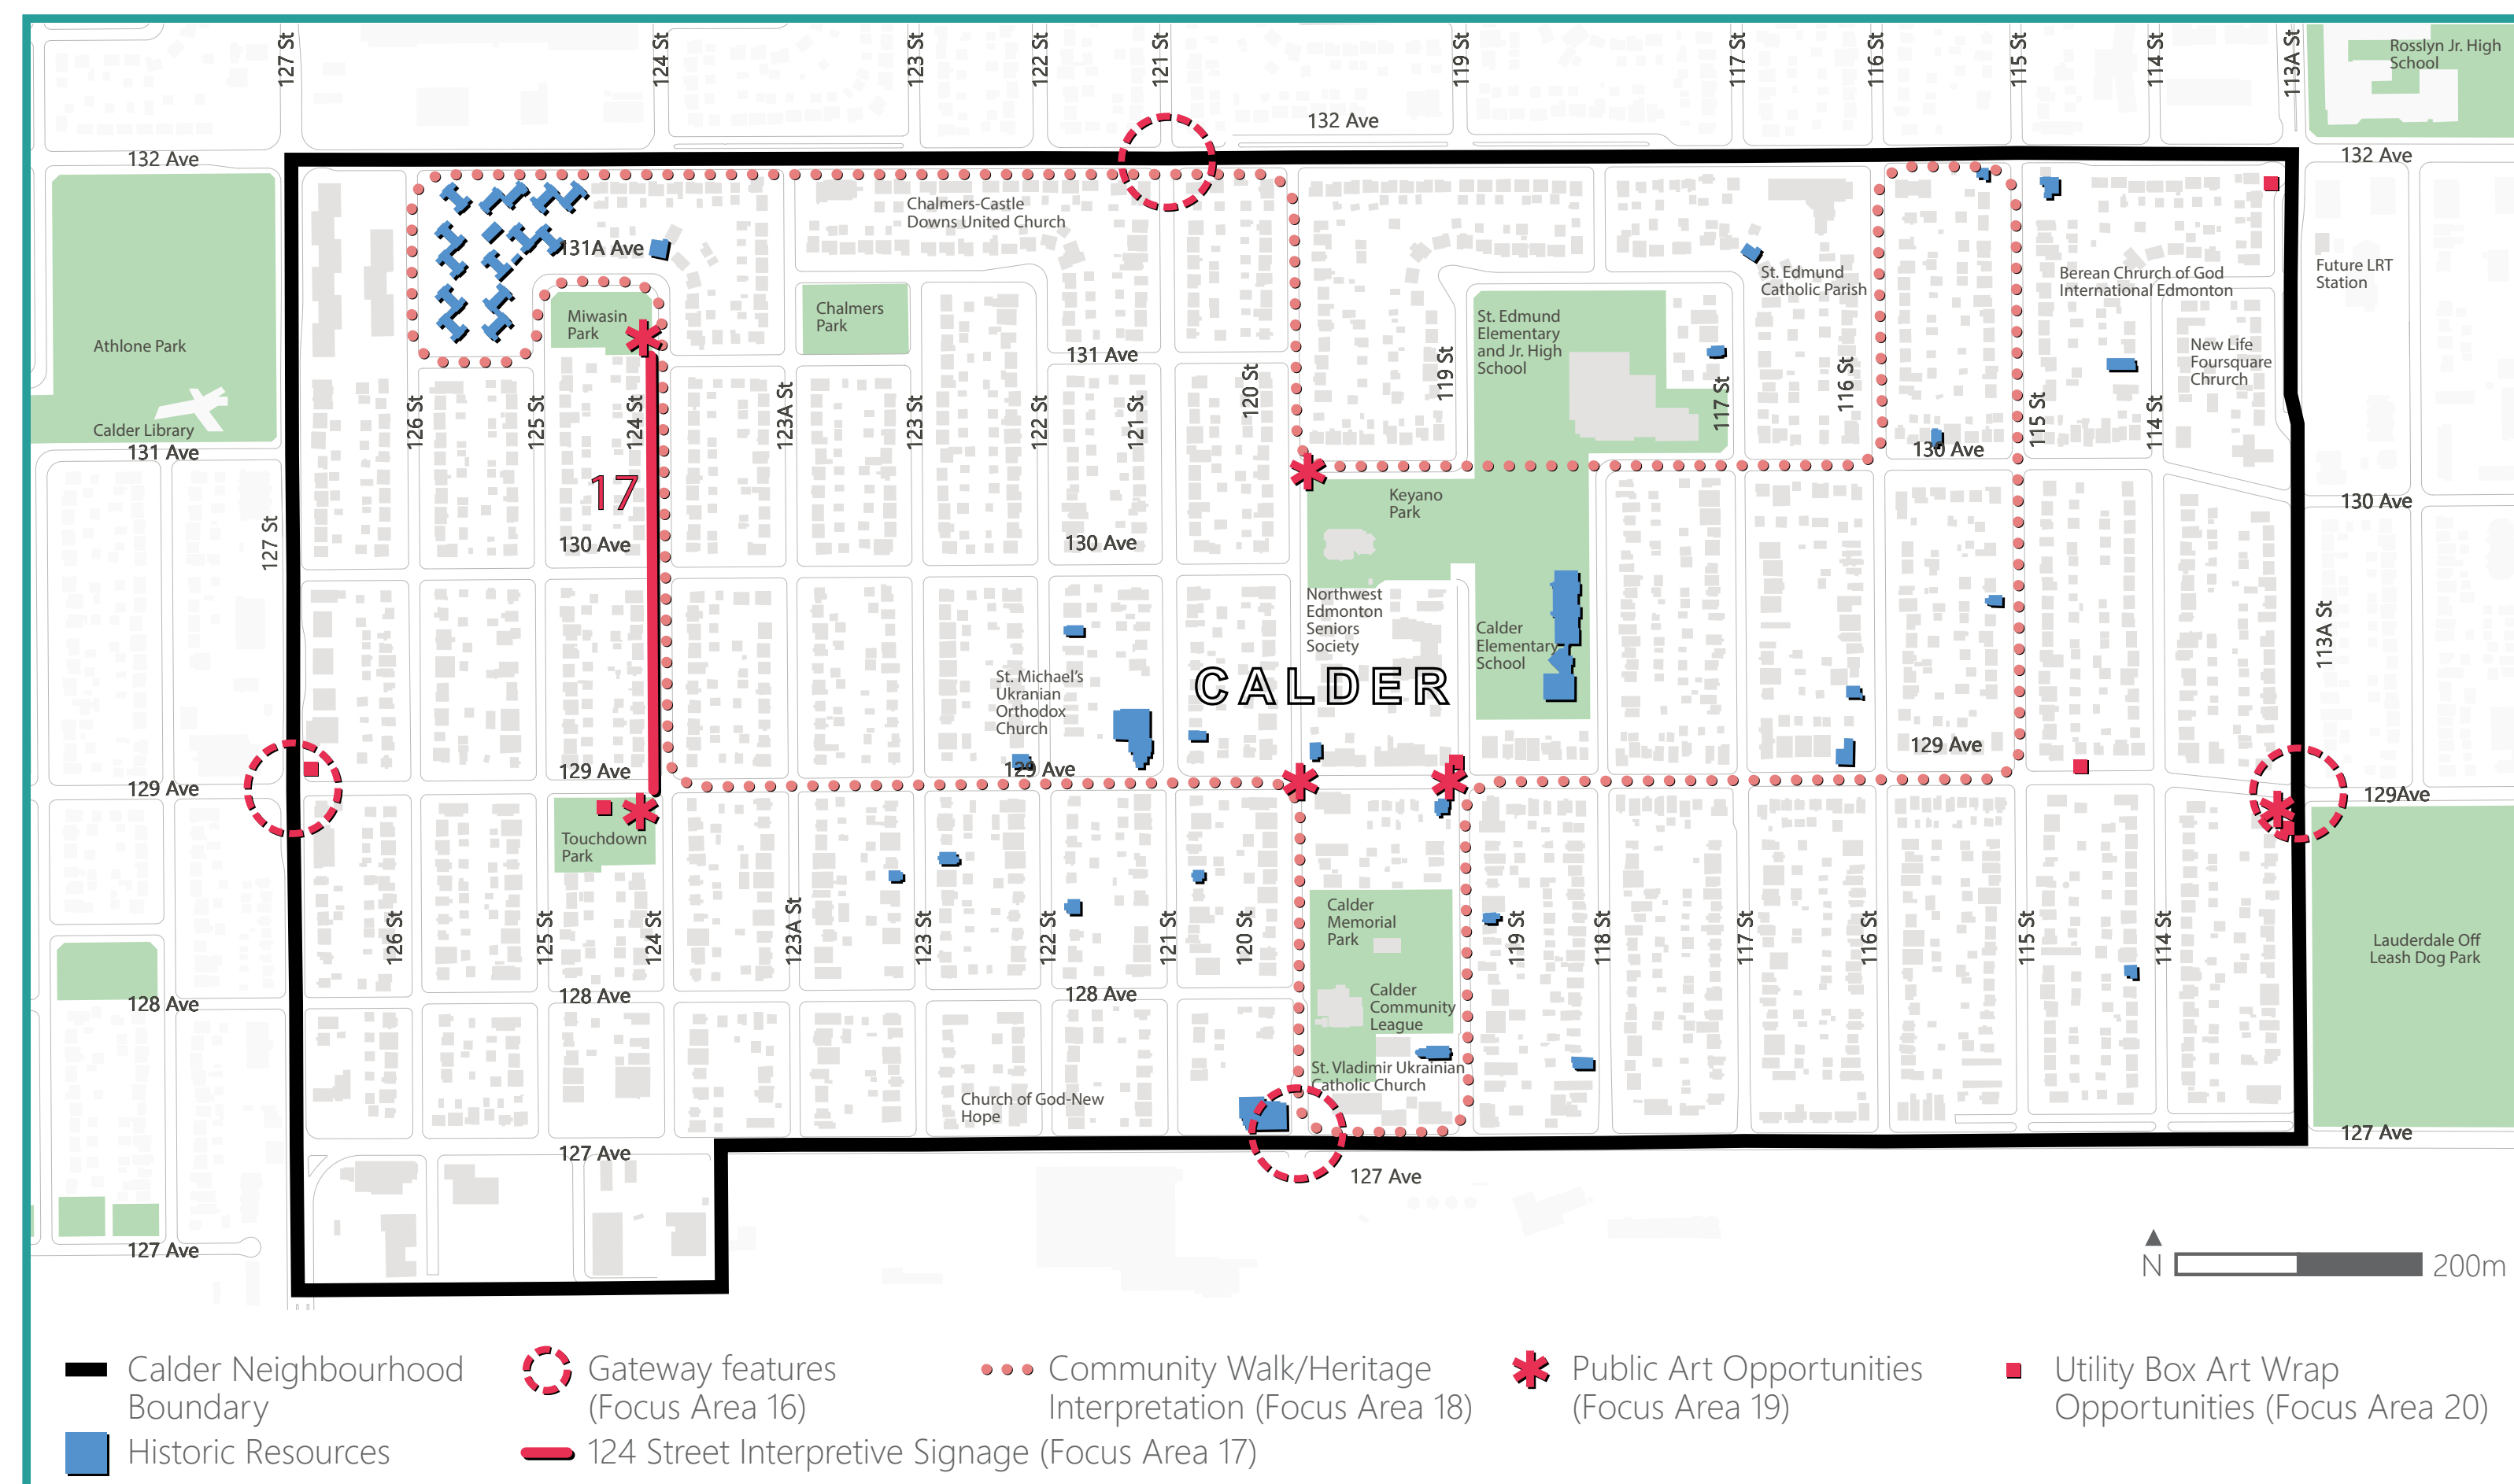 127 St
124 St
123 St
122 St
121 St
119 St
117 St
116 St
115 St
114 St
113A St
Rosslyn Jr. High
School
132 Ave
132 Ave
132 Ave
Chalmers-Castle
Downs United Church
131A Ave
St. Edmund
Catholic Parish
Berean Chruch of God
International Edmonton
Future LRT
Station
Miwasin
Park
Chalmers
Park
St. Edmund
Elementary
and Jr. High
School
Athlone Park
131 Ave
New Life
Foursquare
Chruch
119 St
116 St
120 St
117 St
126 St
125 St
124 St
123A St
123 St
122 St
121 St
115 St
114 St
Calder Library
131 Ave
130 Ave
17
Keyano
Park
130 Ave
127 St
130 Ave
130 Ave
Northwest
Edmonton
Seniors
Society
Calder
Elementary
School
113A St
CALDER
St. Michael's
Ukranian
Orthodox
Church
129 Ave
129 Ave
129 Ave
129 Ave
129Ave
Touchdown
Park
Calder
Memorial
Park
126 St
125 St
124 St
123A St
123 St
122 St
121 St
120 St
119 St
118 St
117 St
116 St
115 St
114 St
Lauderdale Off
Leash Dog Park
128 Ave
128 Ave
128 Ave
Calder
Community
League
St. Vladimir Ukrainian
Catholic Church
Church of God-New
Hope
127 Ave
127 Ave
127 Ave
127 Ave
N
200m
Calder Neighbourhood
Boundary
Gateway features
(Focus Area 16)
Community Walk/Heritage
Interpretation (Focus Area 18)
Public Art Opportunities
(Focus Area 19)
Utility Box Art Wrap
Opportunities (Focus Area 20)
Historic Resources
124 Street Interpretive Signage (Focus Area 17)